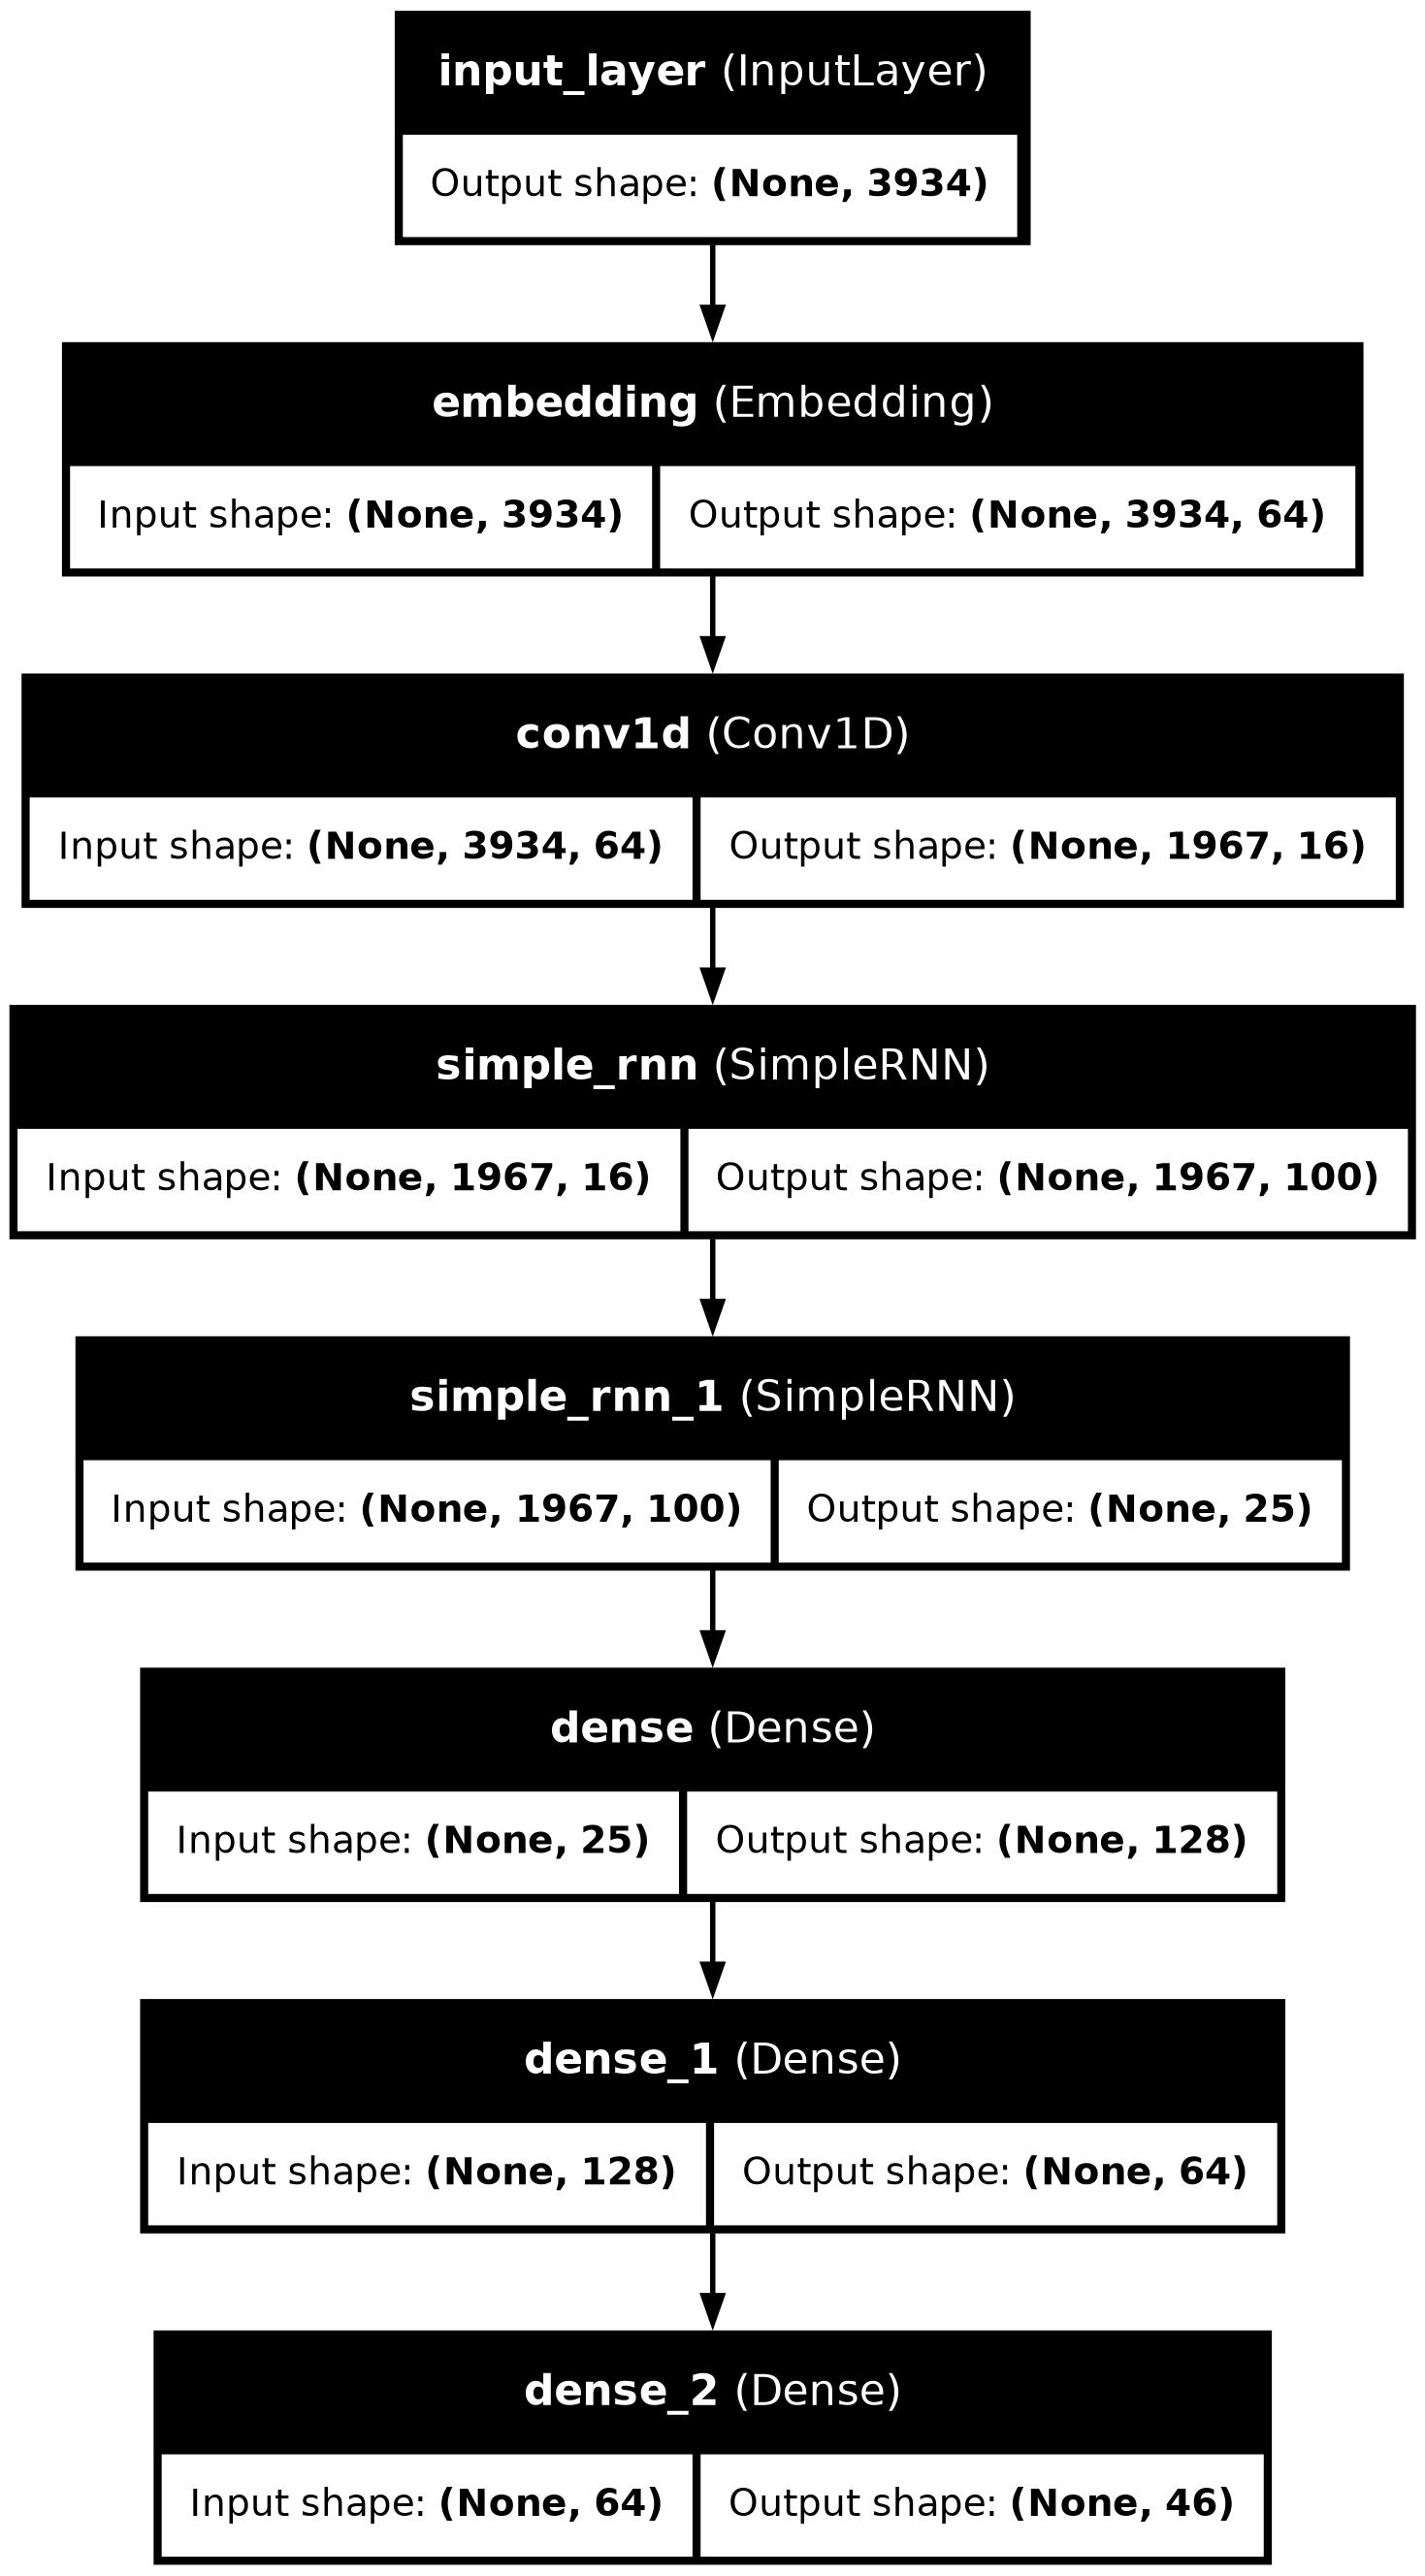 input_layer (InputLayer)
Output shape: (None, 3934)
embedding (Embedding)
Input shape: (None, 3934) Output shape: (None, 3934, 64)
conv1d (Conv1D)
Input shape: (None, 3934, 64) Output shape: (None, 1967, 16)
simple_rnn (SimpleRNN)
Input shape: (None, 1967, 16) Output shape: (None, 1967, 100)
simple_rnn_1 (SimpleRNN)
Input shape: (None, 1967, 100) Output shape: (None, 25)
dense (Dense)
Input shape: (None, 25) Output shape: (None, 128)
dense_1 (Dense)
Input shape: (None, 128) Output shape: (None, 64)
dense_2 (Dense)
Input shape: (None, 64) Output shape: (None, 46)